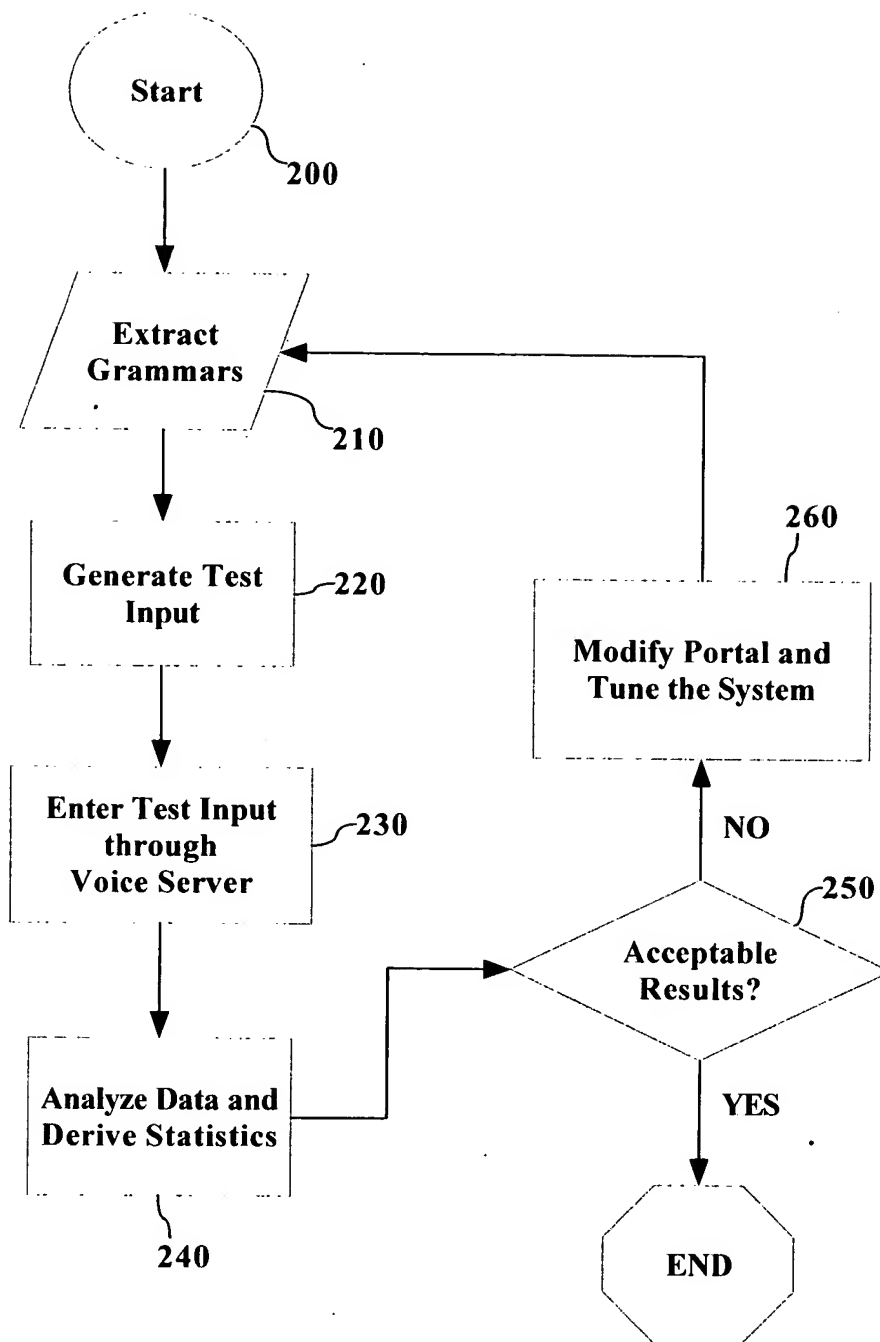 Start
200
Extract
Grammars
210
Generate Test
Input
220
Enter Test Input
through
Voice Server
230
Analyze Data and
Derive Statistics
240
Acceptable
Results?
250
NO
YES
260
Modify Portal and
Tune the System
END